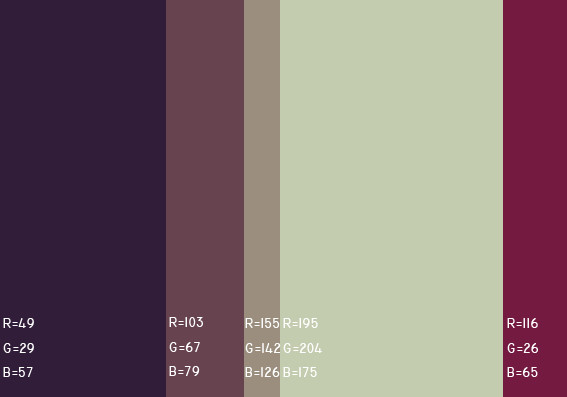 R=49
G=29
B=57
R=103
G=67
B=79
R=155
G=142
B=126
R=195
G=204
B=175
R=116
G=26
B=65